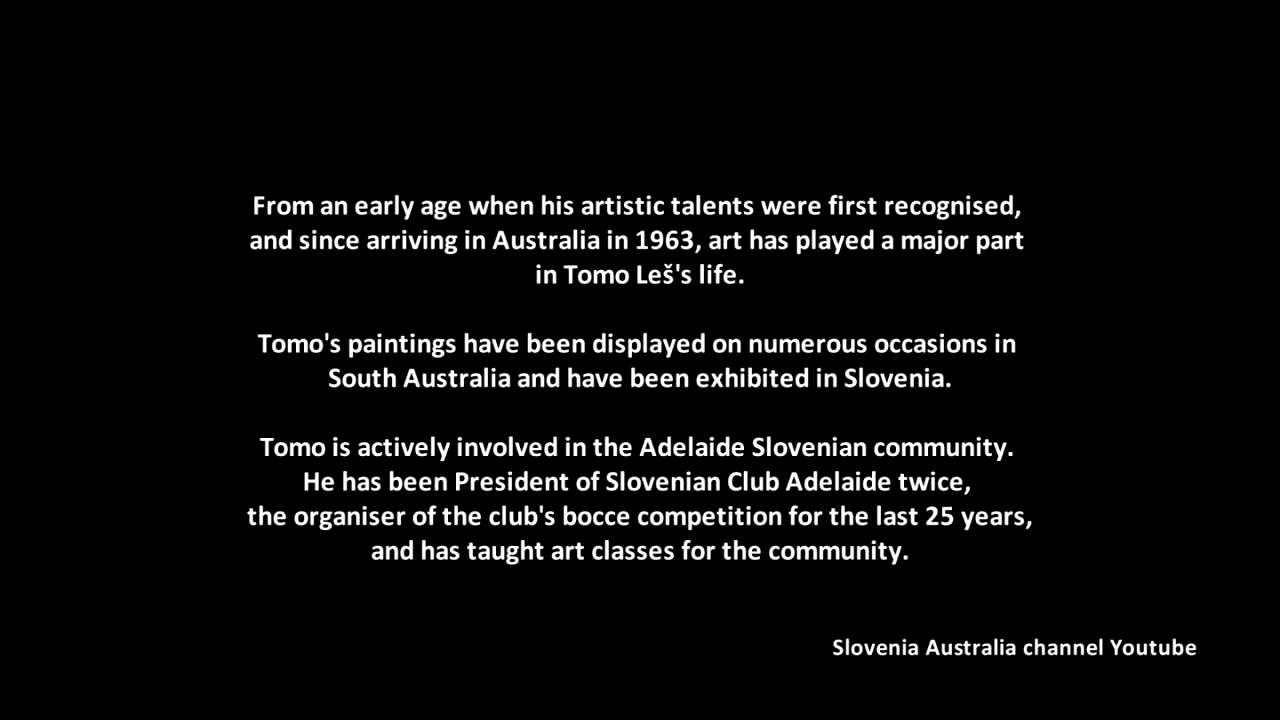 From an early age when his artistic talents were first recognised,
and since arriving in Australia in 1963, art has played a major part
in Tomo Leš's life.
Tomo's paintings have been displayed on numerous occasions in
South Australia and have been exhibited in Slovenia.
Tomo is actively involved in the Adelaide Slovenian community.
He has been President of Slovenian Club Adelaide twice,
the organiser of the club's bocce competition for the last 25 years,
and has taught art classes for the community.
Slovenia Australia channel Youtube